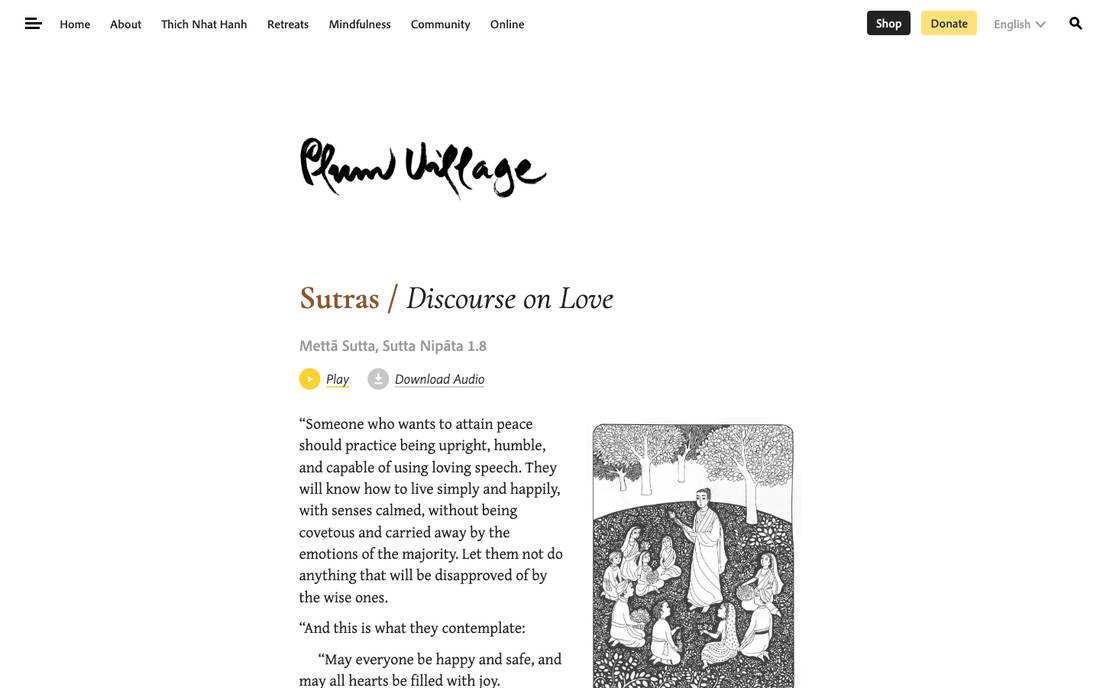 Home About Thich Nhat Hanh Retreats Mindfulness Community Online Shop Donate English
Plum Village
Sutras / Discourse on Love
Mettā Sutta, Sutta Nipāta 1.8
Play Download Audio
“Someone who wants to attain peace
should practice being upright, humble,
and capable of using loving speech. They
will know how to live simply and happily,
with senses calmed, without being
covetous and carried away by the
emotions of the majority. Let them not do
anything that will be disapproved of by
the wise ones.
“And this is what they contemplate:
“May everyone be happy and safe, and
may all hearts be filled with joy.